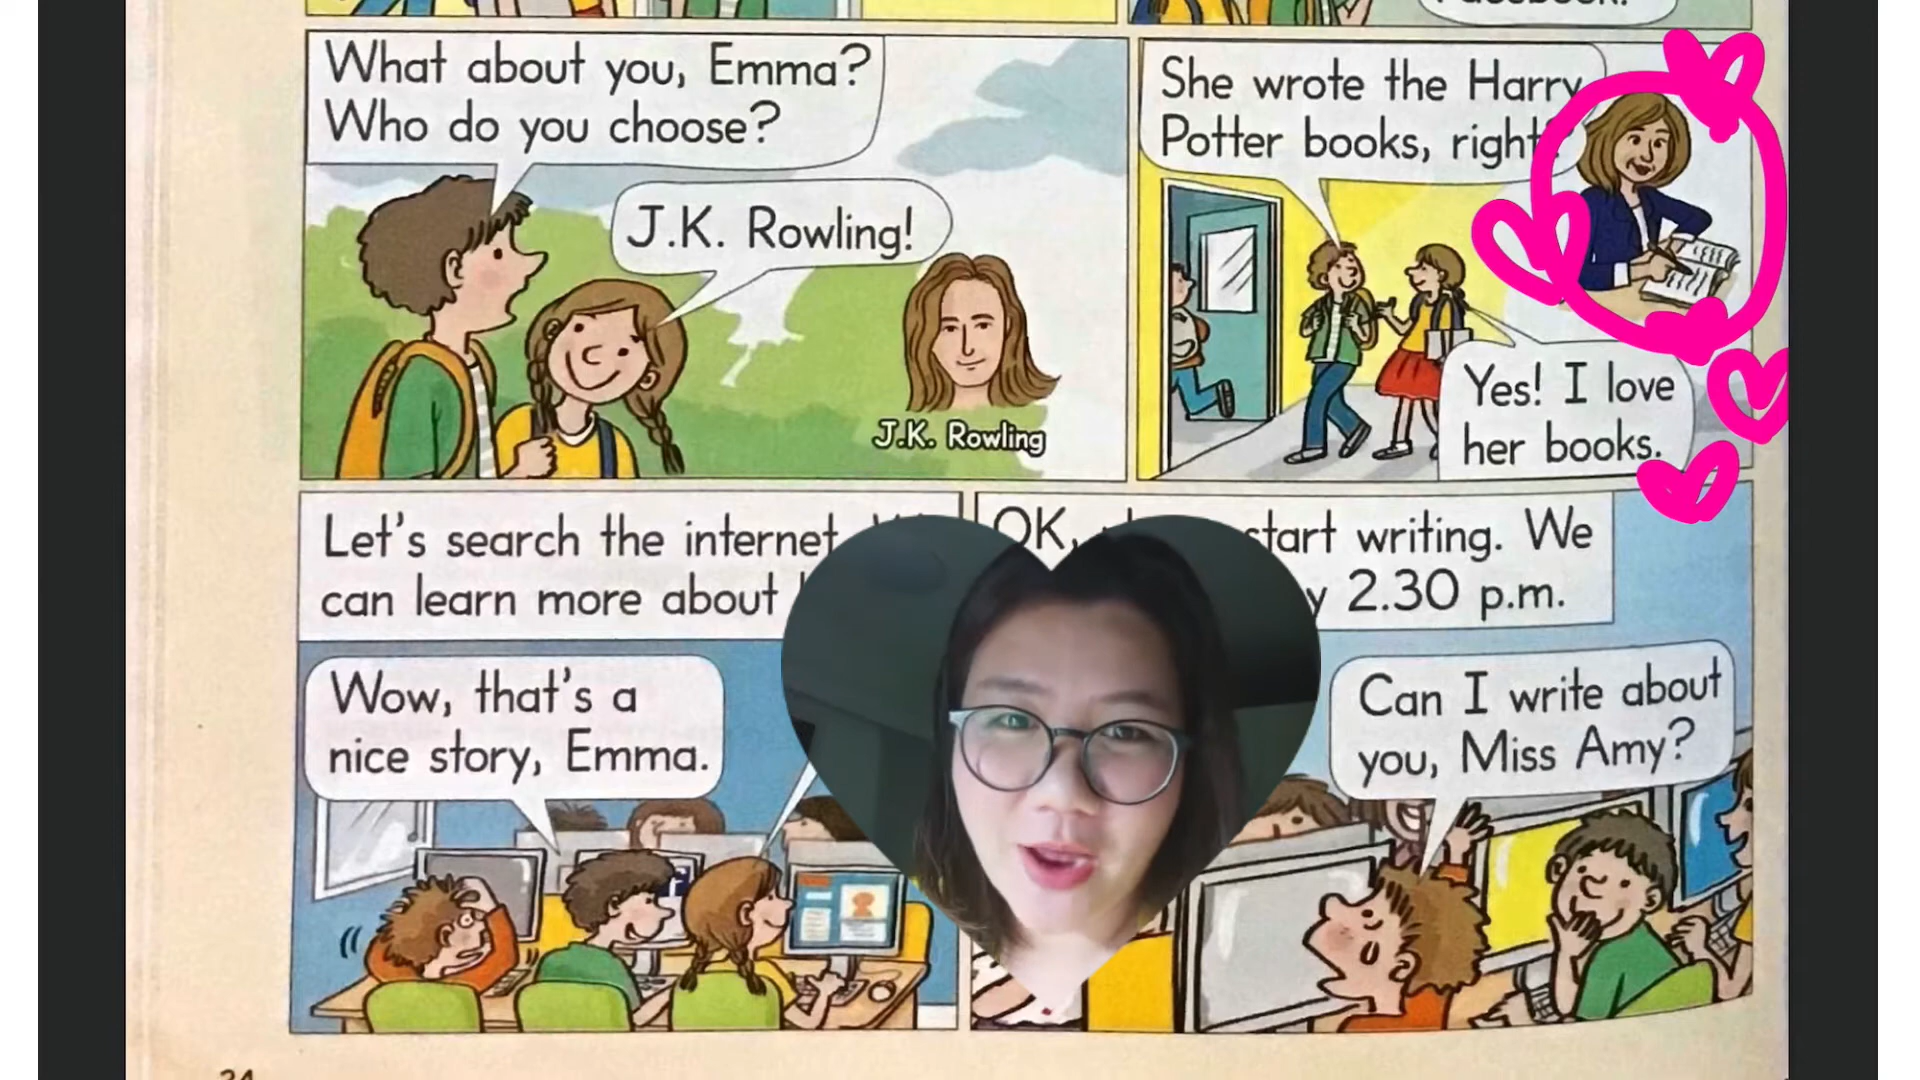 What about you, Emma?
Who do you choose?
J.K. Rowling!
J.K. Rowling
She wrote the Harry
Potter books, right?
Yes! I love
her books.
Let's search the internet.
can learn more about
Wow, that's a
nice story, Emma.
OK, start writing. We
2.30 p.m.
Can I write about
you, Miss Amy?